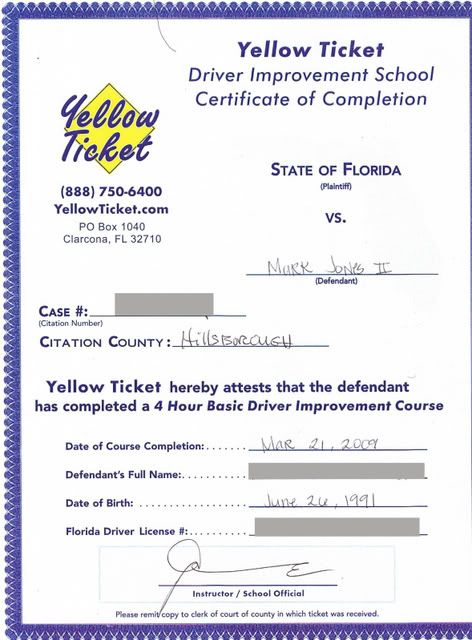 Yellow Ticket
Driver Improvement School
Certificate of Completion
Yellow
Ticket
(888) 750-6400
YellowTicket.com
PO Box 1040
Clarcona, FL 32710
STATE OF FLORIDA
(Plaintiff)
VS.
Mark Jones II
(Defendant)
CASE #:
(Citation Number)
CITATION COUNTY: Hillsborough
Yellow Ticket hereby attests that the defendant
has completed a 4 Hour Basic Driver Improvement Course
Date of Course Completion:....... Mar 21, 2009
Defendant's Full Name:..........
Date of Birth: ................ June 26, 1991
Florida Driver License #:.........
Instructor / School Official
Please remit copy to clerk of court of county in which ticket was received.